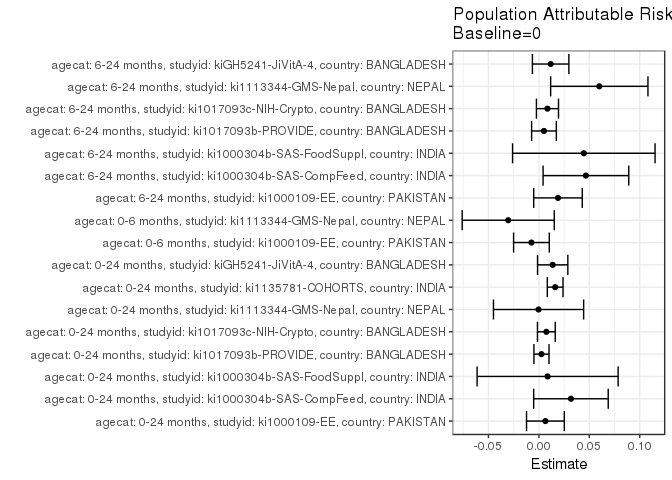 Population Attributable Risk
Baseline=0
agecat: 6-24 months, studyid: kiGH5241-JiVitA-4, country: BANGLADESH
agecat: 6-24 months, studyid: ki1113344-GMS-Nepal, country: NEPAL
agecat: 6-24 months, studyid: ki1017093c-NIH-Crypto, country: BANGLADESH
agecat: 6-24 months, studyid: ki1017093b-PROVIDE, country: BANGLADESH
agecat: 6-24 months, studyid: ki1000304b-SAS-FoodSuppl, country: INDIA
agecat: 6-24 months, studyid: ki1000304b-SAS-CompFeed, country: INDIA
agecat: 6-24 months, studyid: ki1000109-EE, country: PAKISTAN
agecat: 0-6 months, studyid: ki1113344-GMS-Nepal, country: NEPAL
agecat: 0-6 months, studyid: ki1000109-EE, country: PAKISTAN
agecat: 0-24 months, studyid: kiGH5241-JiVitA-4, country: BANGLADESH
agecat: 0-24 months, studyid: ki1135781-COHORTS, country: INDIA
agecat: 0-24 months, studyid: ki1113344-GMS-Nepal, country: NEPAL
agecat: 0-24 months, studyid: ki1017093c-NIH-Crypto, country: BANGLADESH
agecat: 0-24 months, studyid: ki1017093b-PROVIDE, country: BANGLADESH
agecat: 0-24 months, studyid: ki1000304b-SAS-FoodSuppl, country: INDIA
agecat: 0-24 months, studyid: ki1000304b-SAS-CompFeed, country: INDIA
agecat: 0-24 months, studyid: ki1000109-EE, country: PAKISTAN
-0.05 0.00 0.05 0.10
Estimate